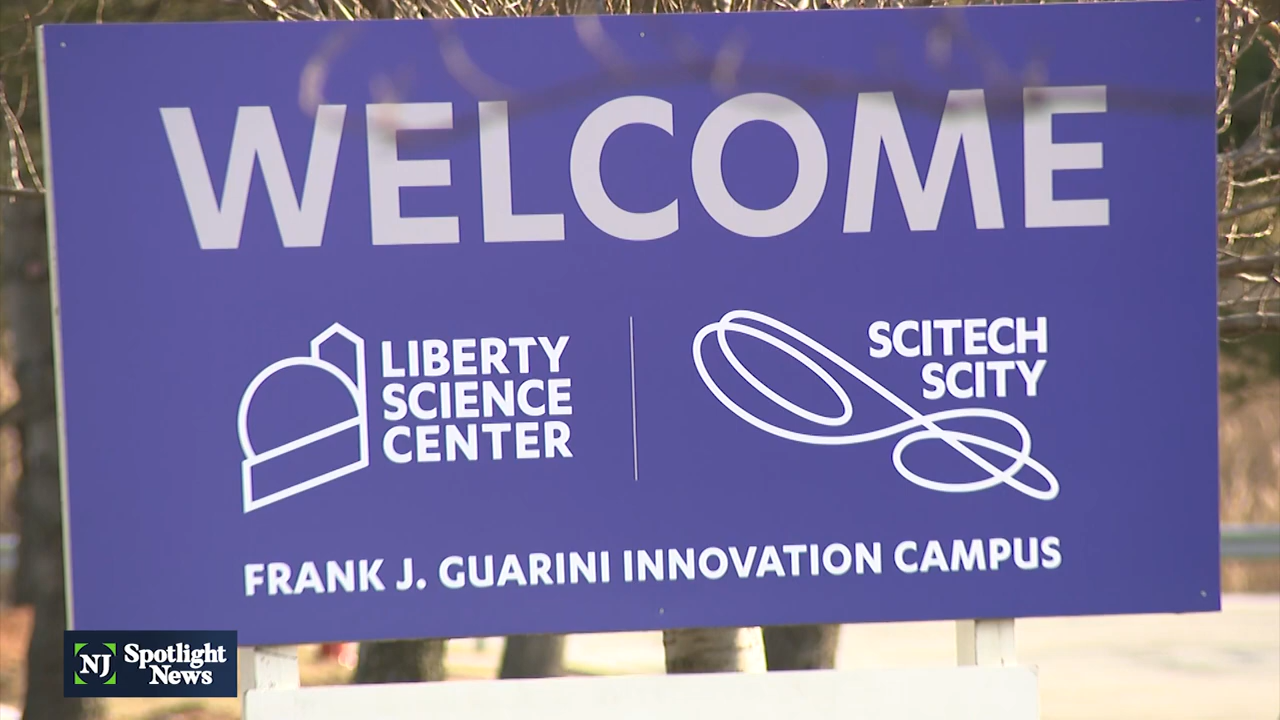 WELCOME
LIBERTY
SCIENCE
CENTER
SCITECH
SCITY
FRANK J. GUARINI INNOVATION CAMPUS
NJ Spotlight
News